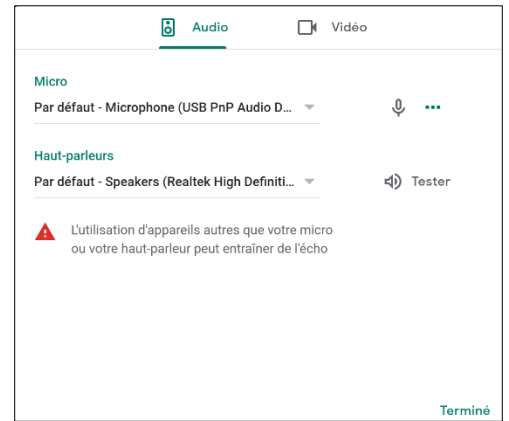 Audio Vidéo
Micro
Par défaut - Microphone (USB PnP Audio D...
Haut-parleurs
Par défaut - Speakers (Realtek High Definiti...
Tester
L'utilisation d'appareils autres que votre micro
ou votre haut-parleur peut entraîner de l'écho
Terminé